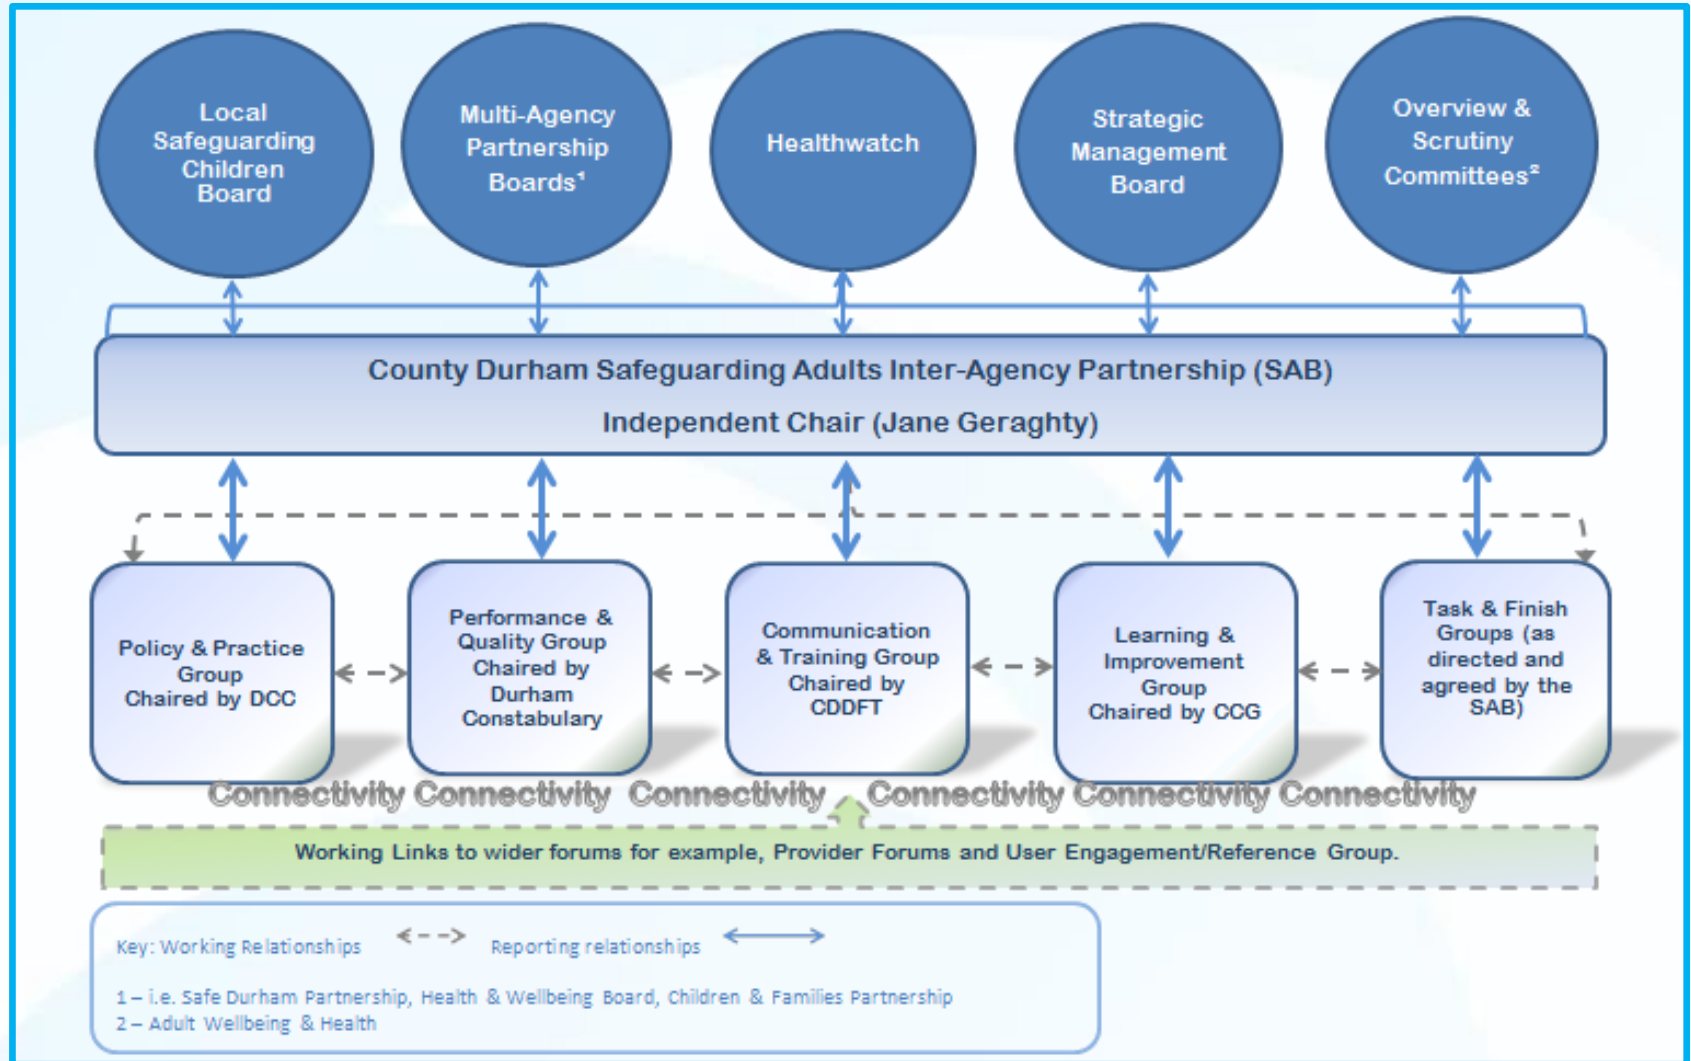 Local
Safeguarding
Children
Board
Multi-Agency
Partnership
Boards¹
Healthwatch
Strategic
Management
Board
Overview &
Scrutiny
Committees²
County Durham Safeguarding Adults Inter-Agency Partnership (SAB)
Independent Chair (Jane Geraghty)
Policy & Practice
Group
Chaired by DCC
Performance &
Quality Group
Chaired by
Durham
Constabulary
Communication
& Training Group
Chaired by
CDDFT
Learning &
Improvement
Group
Chaired by CCG
Task & Finish
Groups (as
directed and
agreed by the
SAB)
Connectivity Connectivity Connectivity Connectivity Connectivity Connectivity
Working Links to wider forums for example, Provider Forums and User Engagement/Reference Group.
Key: Working Relationships Reporting relationships
1 – i.e. Safe Durham Partnership, Health & Wellbeing Board, Children & Families Partnership
2 – Adult Wellbeing & Health